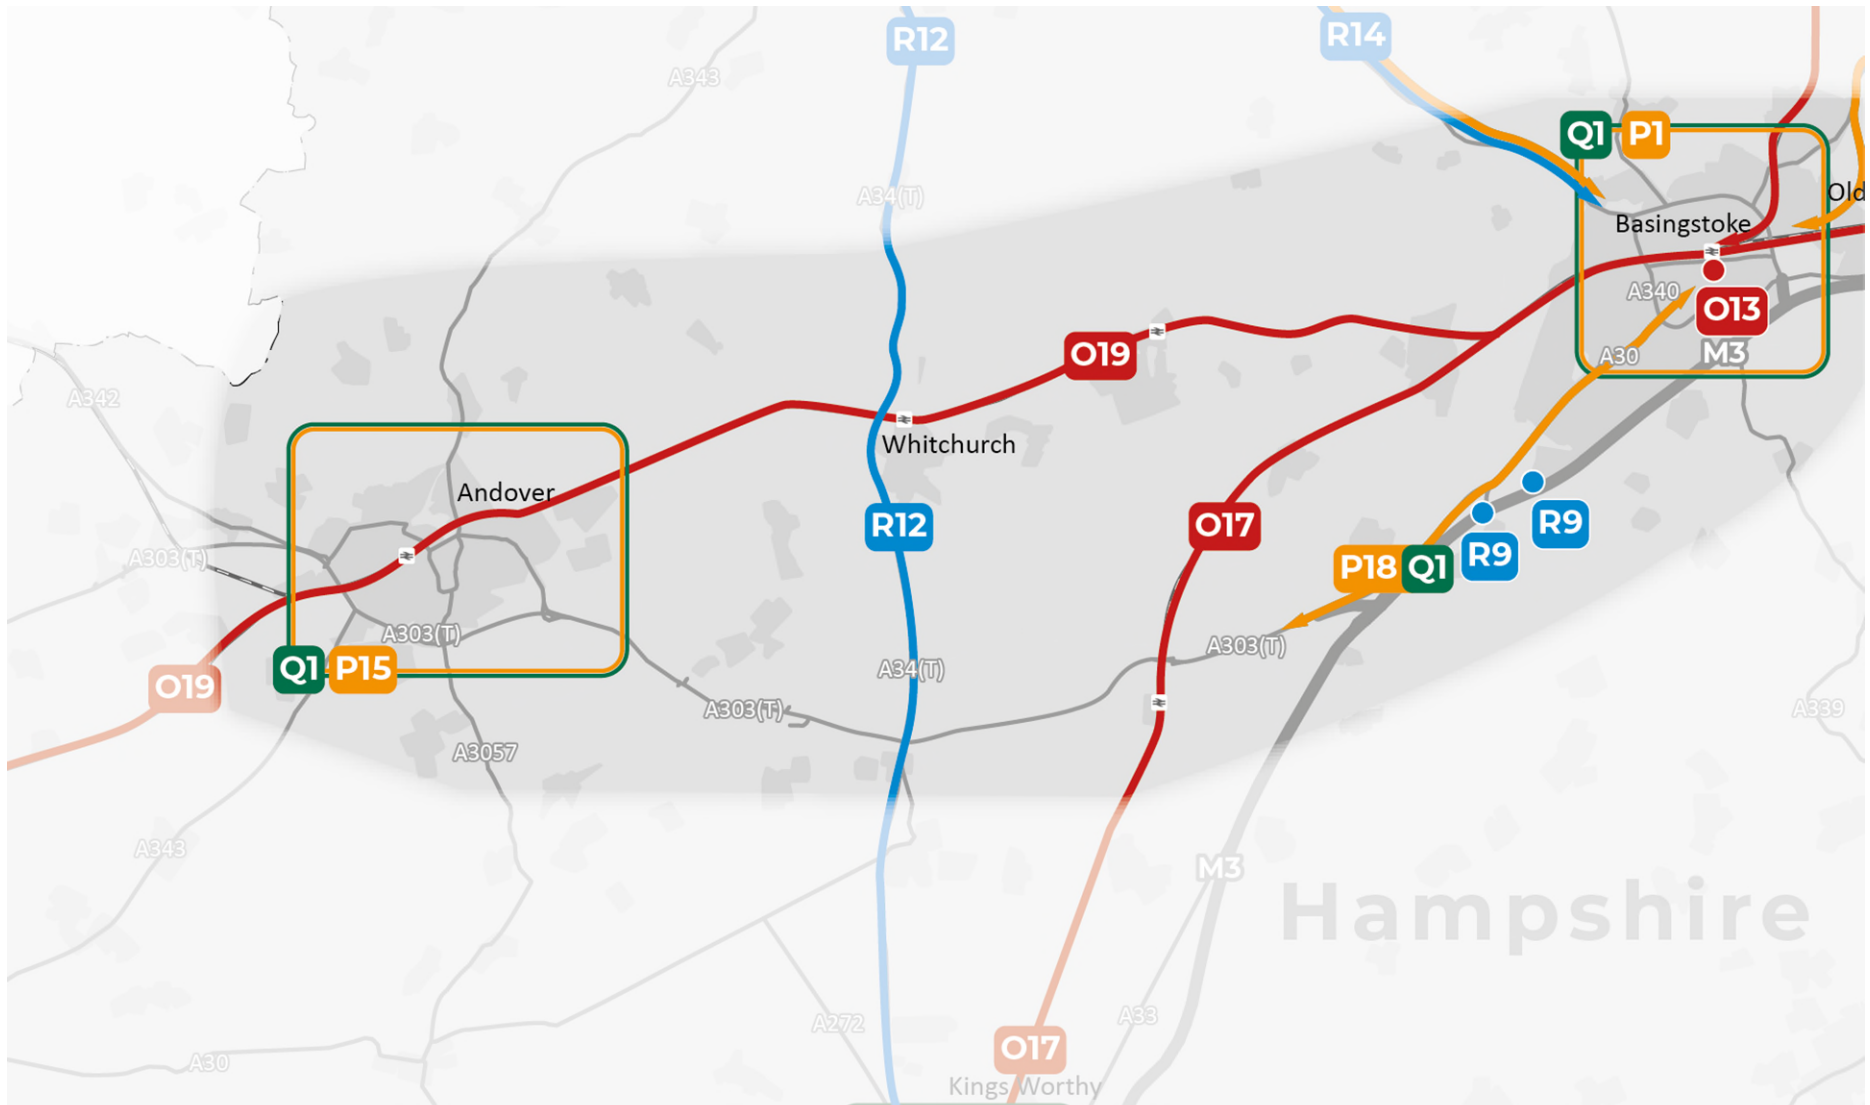 R12
R14
A343
Q1 P1
A34(T)
Old
Basingstoke
A340
O13
O19
A30
M3
A342
Whitchurch
Andover
R12
O17
R9
A303(T)
P18 Q1
R9
A303(T)
A303(T)
Q1 P15
A34(T)
O19
A303(T)
A339
A3057
A343
M3
Hampshire
A33
A272
O17
A30
Kings Worthy